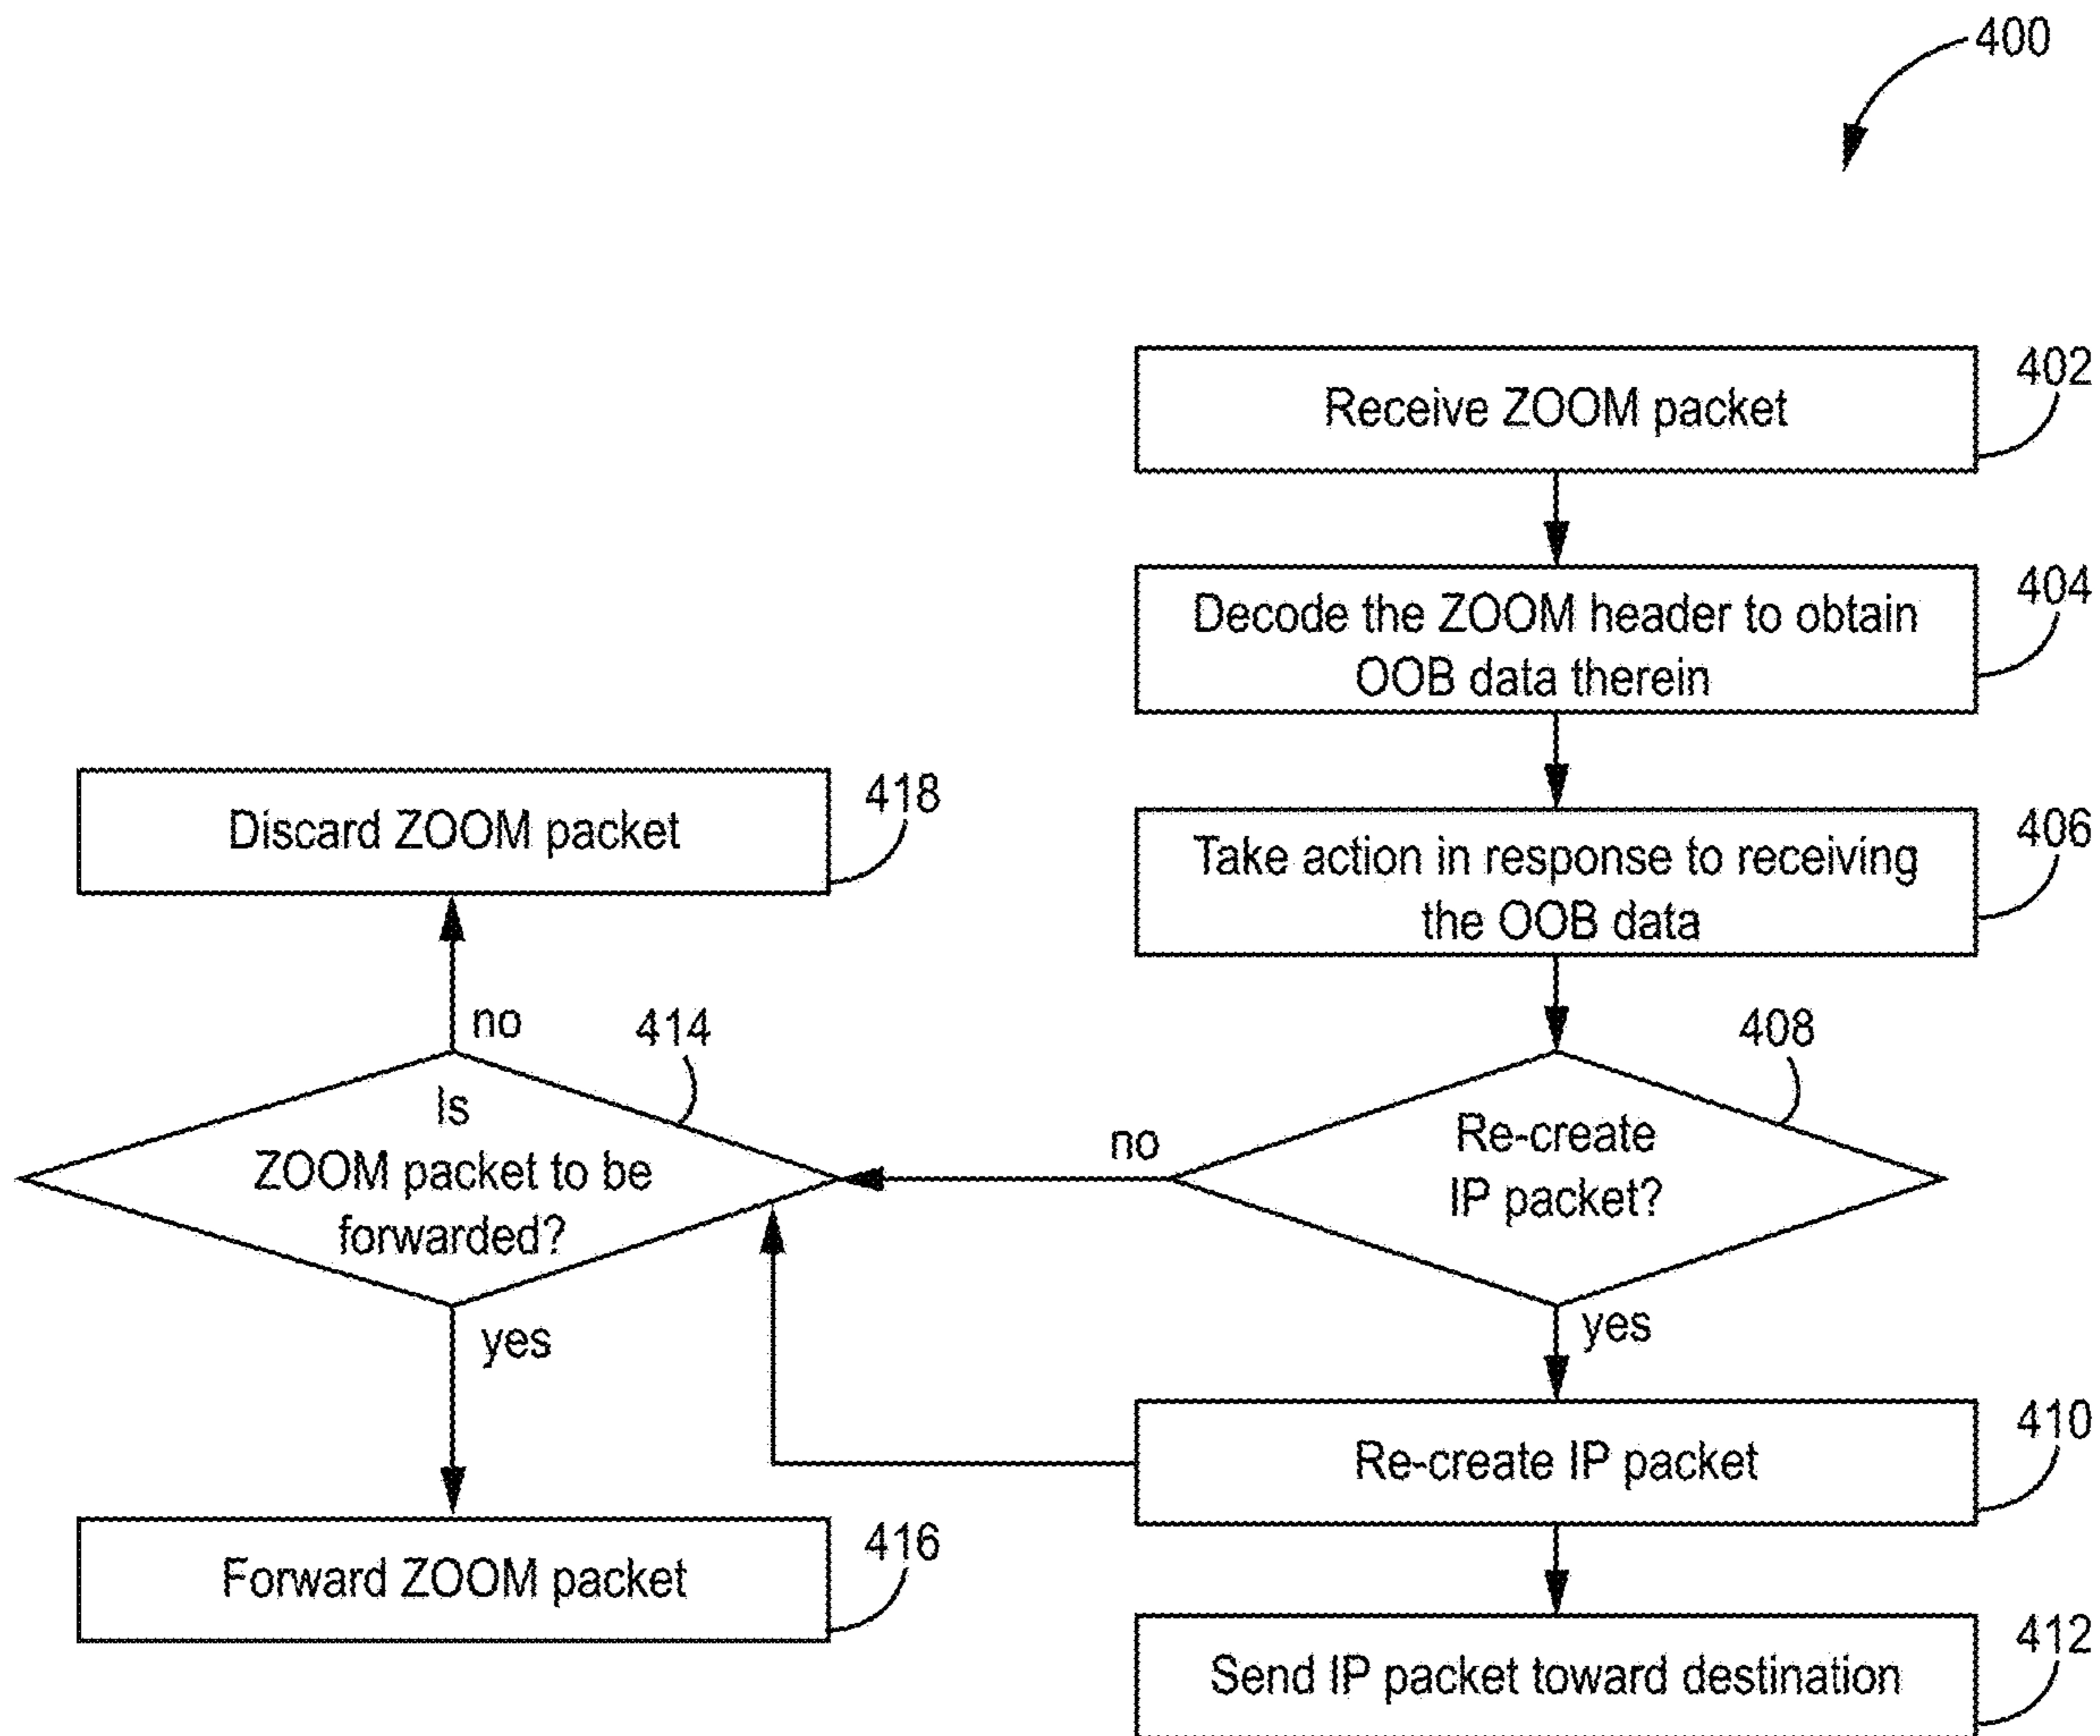 400
402
Receive ZOOM packet
404
Decode the ZOOM header to obtain
OOB data therein
406
Take action in response to receiving
the OOB data
408
Re-create
IP packet?
no
yes
410
Re-create IP packet
412
Send IP packet toward destination
414
Is
ZOOM packet to be
forwarded?
no
418
Discard ZOOM packet
yes
416
Forward ZOOM packet